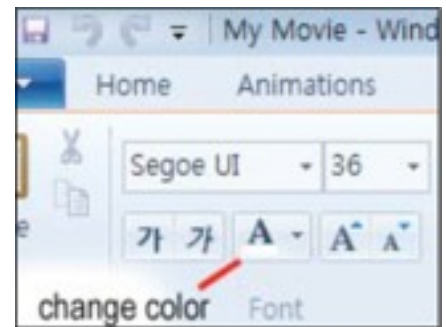 My Movie - Wind
Home Animations
Segoe UI 36
e 가 가 A A A
change color Font